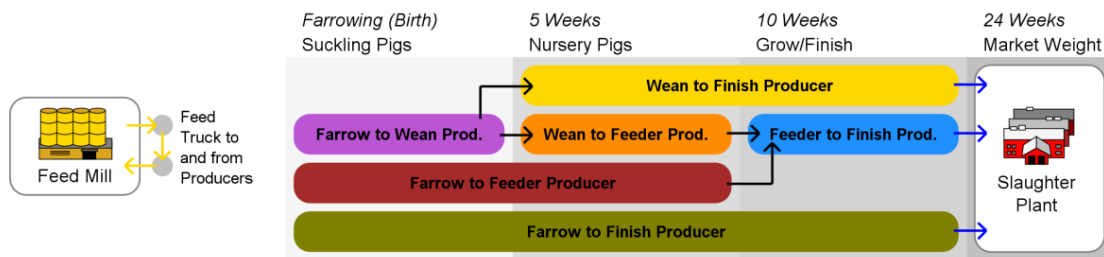 Farrowing (Birth)
Suckling Pigs
5 Weeks
Nursery Pigs
10 Weeks
Grow/Finish
24 Weeks
Market Weight
Feed Mill
Feed
Truck to
and from
Producers
Wean to Finish Producer
Farrow to Wean Prod.
Wean to Feeder Prod.
Feeder to Finish Prod.
Farrow to Feeder Producer
Farrow to Finish Producer
Slaughter
Plant